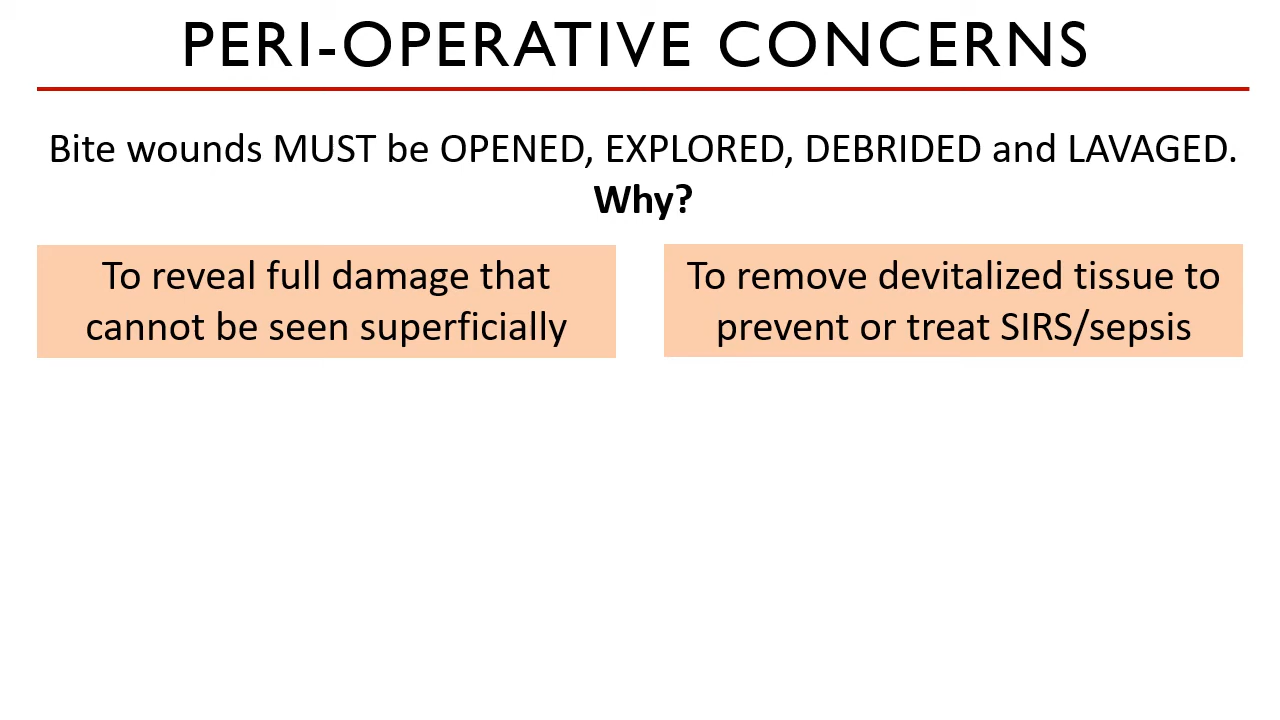 PERI-OPERATIVE CONCERNS
Bite wounds MUST be OPENED, EXPLORED, DEBRIDED and LAVAGED.
Why?
To reveal full damage that
cannot be seen superficially
To remove devitalized tissue to
prevent or treat SIRS/sepsis